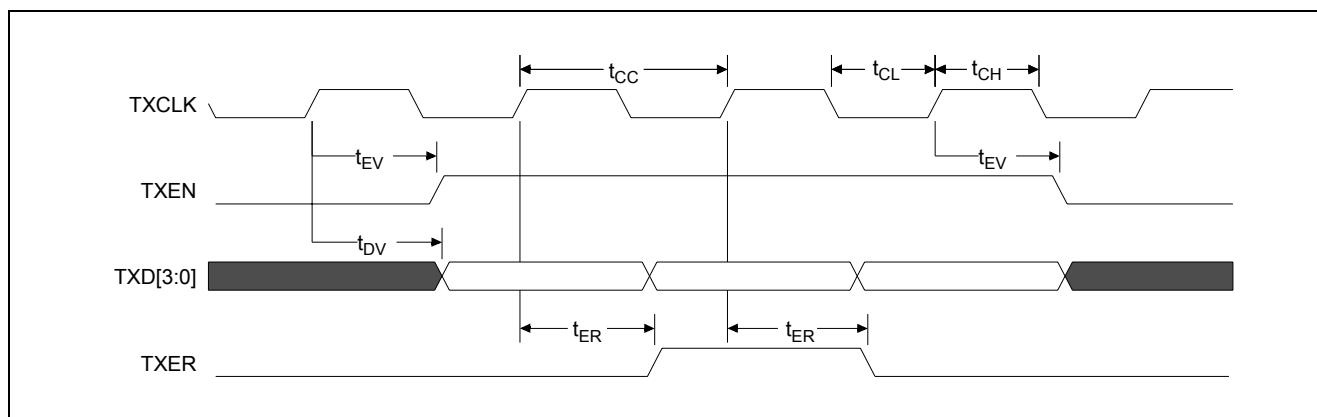 t_CC
t_CL t_CH
TXCLK
t_EV t_EV
TXEN
t_DV
TXD[3:0]
t_ER t_ER
TXER